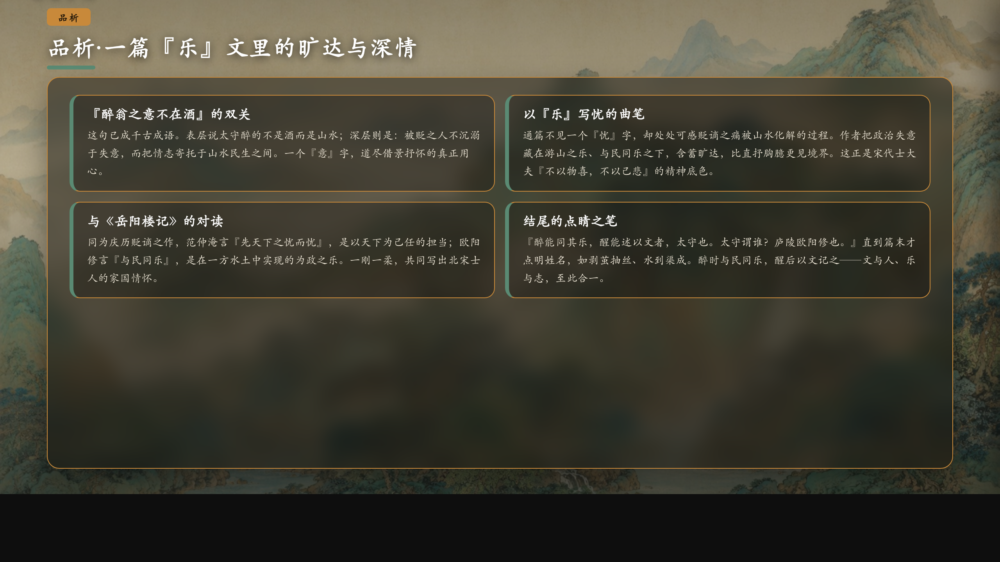 品析
品析·一篇『乐』文里的旷达与深情
『醉翁之意不在酒』的双关
这句已成千古成语。表层说太守醉的不是酒而是山水；深层则是：被贬之人不沉溺
于失意，而把情志寄托于山水民生之间。一个『意』字，道尽借景抒怀的真正用
心。
以『乐』写忧的曲笔
通篇不见一个『忧』字，却处处可感贬谪之痛被山水化解的过程。作者把政治失意
藏在游山之乐、与民同乐之下，含蓄旷达，比直抒胸臆更见境界。这正是宋代士大
夫『不以物喜，不以己悲』的精神底色。
与《岳阳楼记》的对读
同为庆历贬谪之作，范仲淹言『先天下之忧而忧』，是以天下为己任的担当；欧阳
修言『与民同乐』，是在一方水土中实现的为政之乐。一刚一柔，共同写出北宋士
人的家国情怀。
结尾的点睛之笔
『醉能同其乐，醒能述以文者，太守也。太守谓谁？庐陵欧阳修也。』直到篇末才
点明姓名，如剥茧抽丝、水到渠成。醉时与民同乐，醒后以文记之——文与人、乐
与志，至此合一。